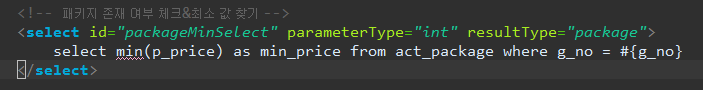 <!-- 패키지 존재 여부 체크&최소 값 찾기 -->
<select id="packageMinSelect" parameterType="int" resultType="package">
select min(p_price) as min_price from act_package where g_no = #{g_no}
</select>